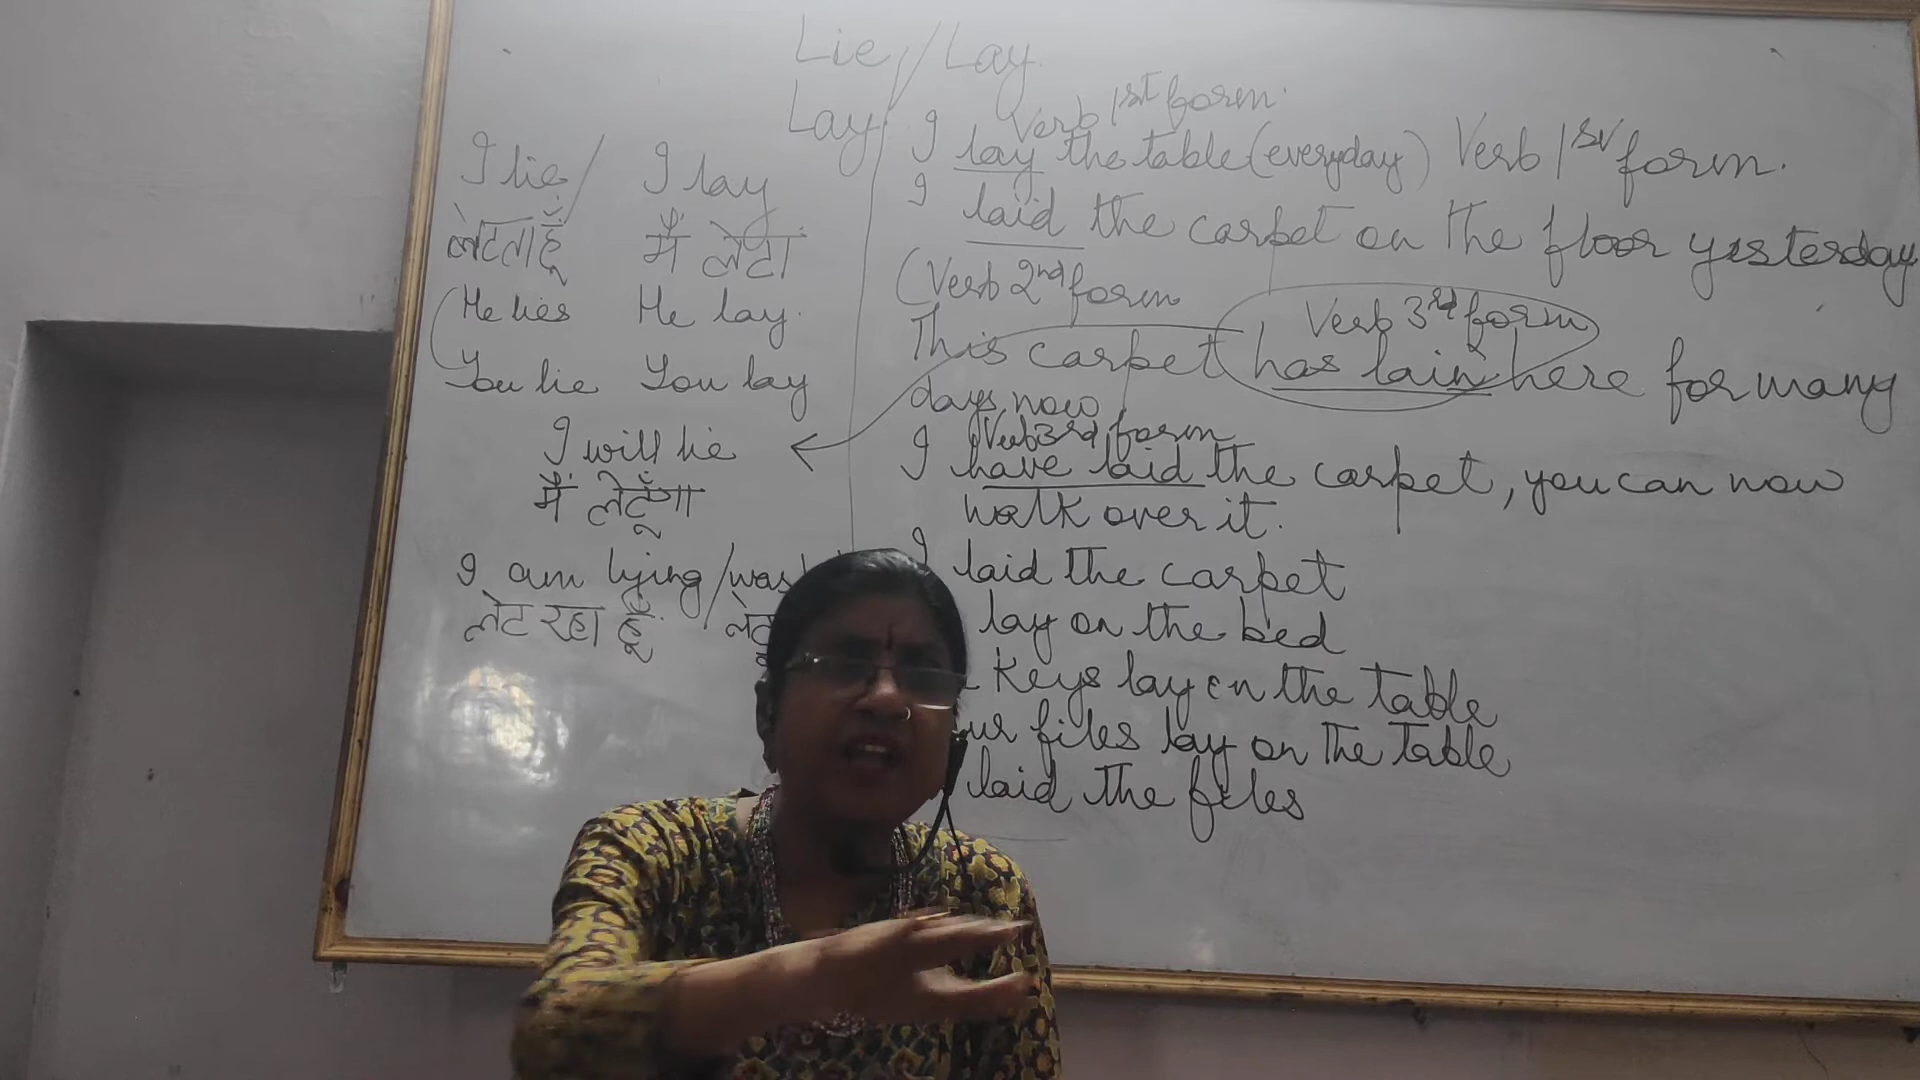 Lie / Lay
Lay
I lie / I lay
लेटता हूँ मैं लेटा
He lies He lay.
You lie You lay
I will lie
मैं लेटूँगा
I am lying / was
लेट रहा हूँ
Verb 1st form.
I lay the table (everyday) Verb 1st form.
I laid the carpet on the floor yesterday
(Verb 2nd form
Verb 3rd form
This carpet has lain here for many
days now
Verb 3rd form
I have laid the carpet, you can now
walk over it.
I laid the carpet
lay on the bed
Keys lay on the table
files lay on the table
laid the files